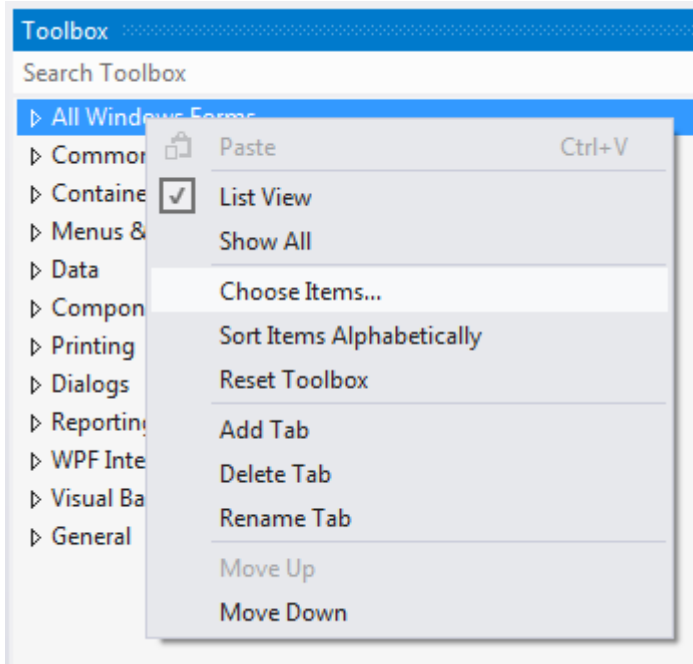 Toolbox
Search Toolbox
All Windows Forms
Paste Ctrl+V
List View
Show All
Choose Items...
Sort Items Alphabetically
Reset Toolbox
Add Tab
Delete Tab
Rename Tab
Move Up
Move Down
Common
Containe
Menus &
Data
Compon
Printing
Dialogs
Reporting
WPF Inte
Visual Ba
General